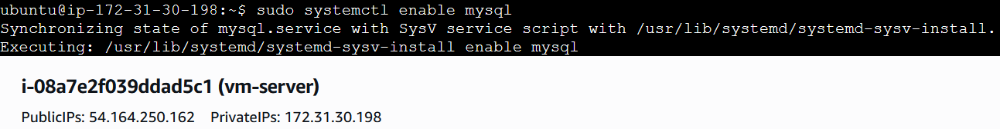 ubuntu@ip-172-31-30-198:~$ sudo systemctl enable mysql
Synchronizing state of mysql.service with SysV service script with /usr/lib/systemd/systemd-sysv-install.
Executing: /usr/lib/systemd/systemd-sysv-install enable mysql
i-08a7e2f039ddad5c1 (vm-server)
PublicIPs: 54.164.250.162 PrivateIPs: 172.31.30.198